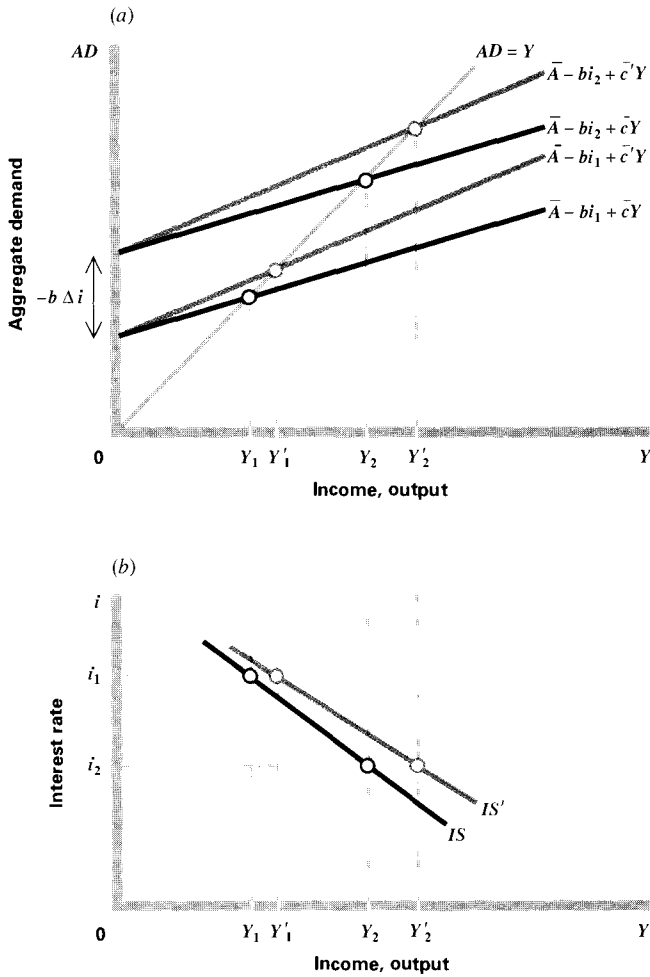 (a)
AD
AD = Y
A̅ − bi₂ + c̅′Y
A̅ − bi₂ + c̅Y
A̅ − bi₁ + c̅′Y
A̅ − bi₁ + c̅Y
Aggregate demand
−b Δi
0
Y₁ Y′₁ Y₂ Y′₂ Y
Income, output
(b)
i
i₁
Interest rate
i₂
IS′
IS
0
Y₁ Y′₁ Y₂ Y′₂ Y
Income, output